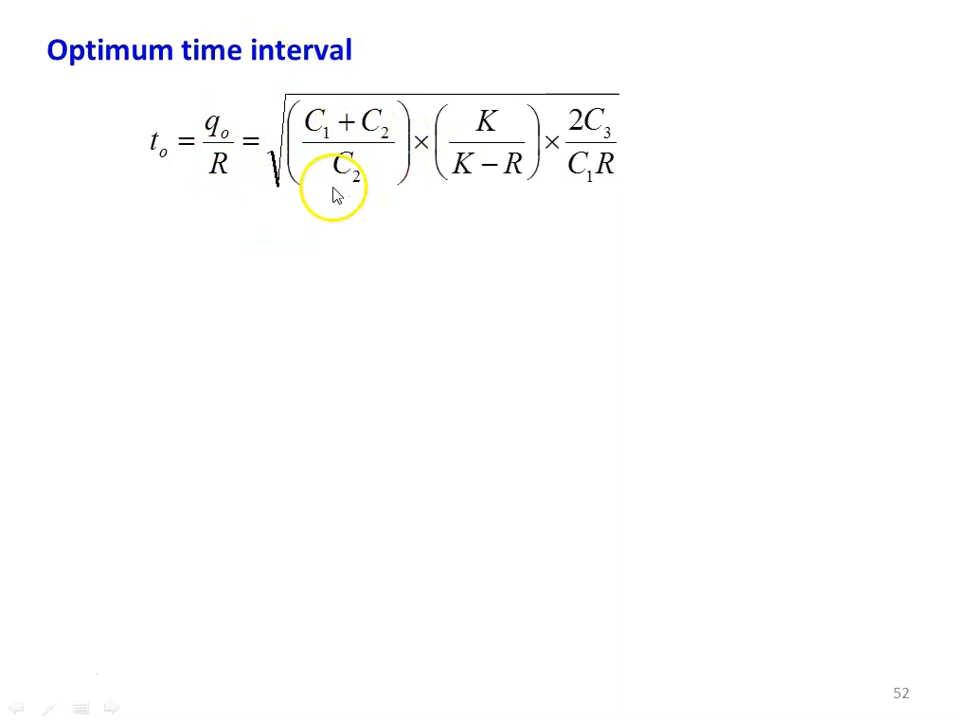 Optimum time interval
t_o = q_o / R = √( ( (C_1 + C_2) / C_2 ) × ( K / (K − R) ) × 2C_3 / (C_1 R) )
52